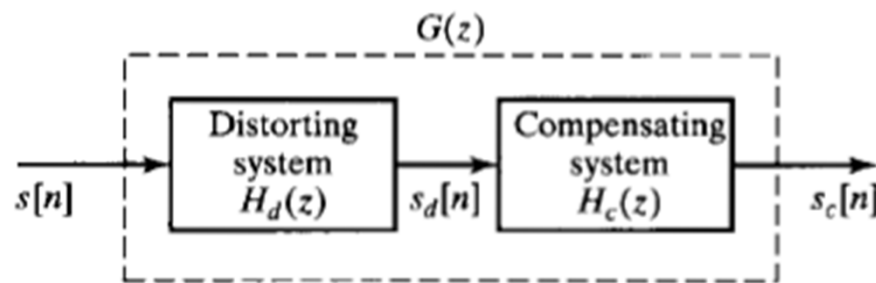 G(z)
Distorting
system
H_d(z)
Compensating
system
H_c(z)
s[n]
s_d[n]
s_c[n]